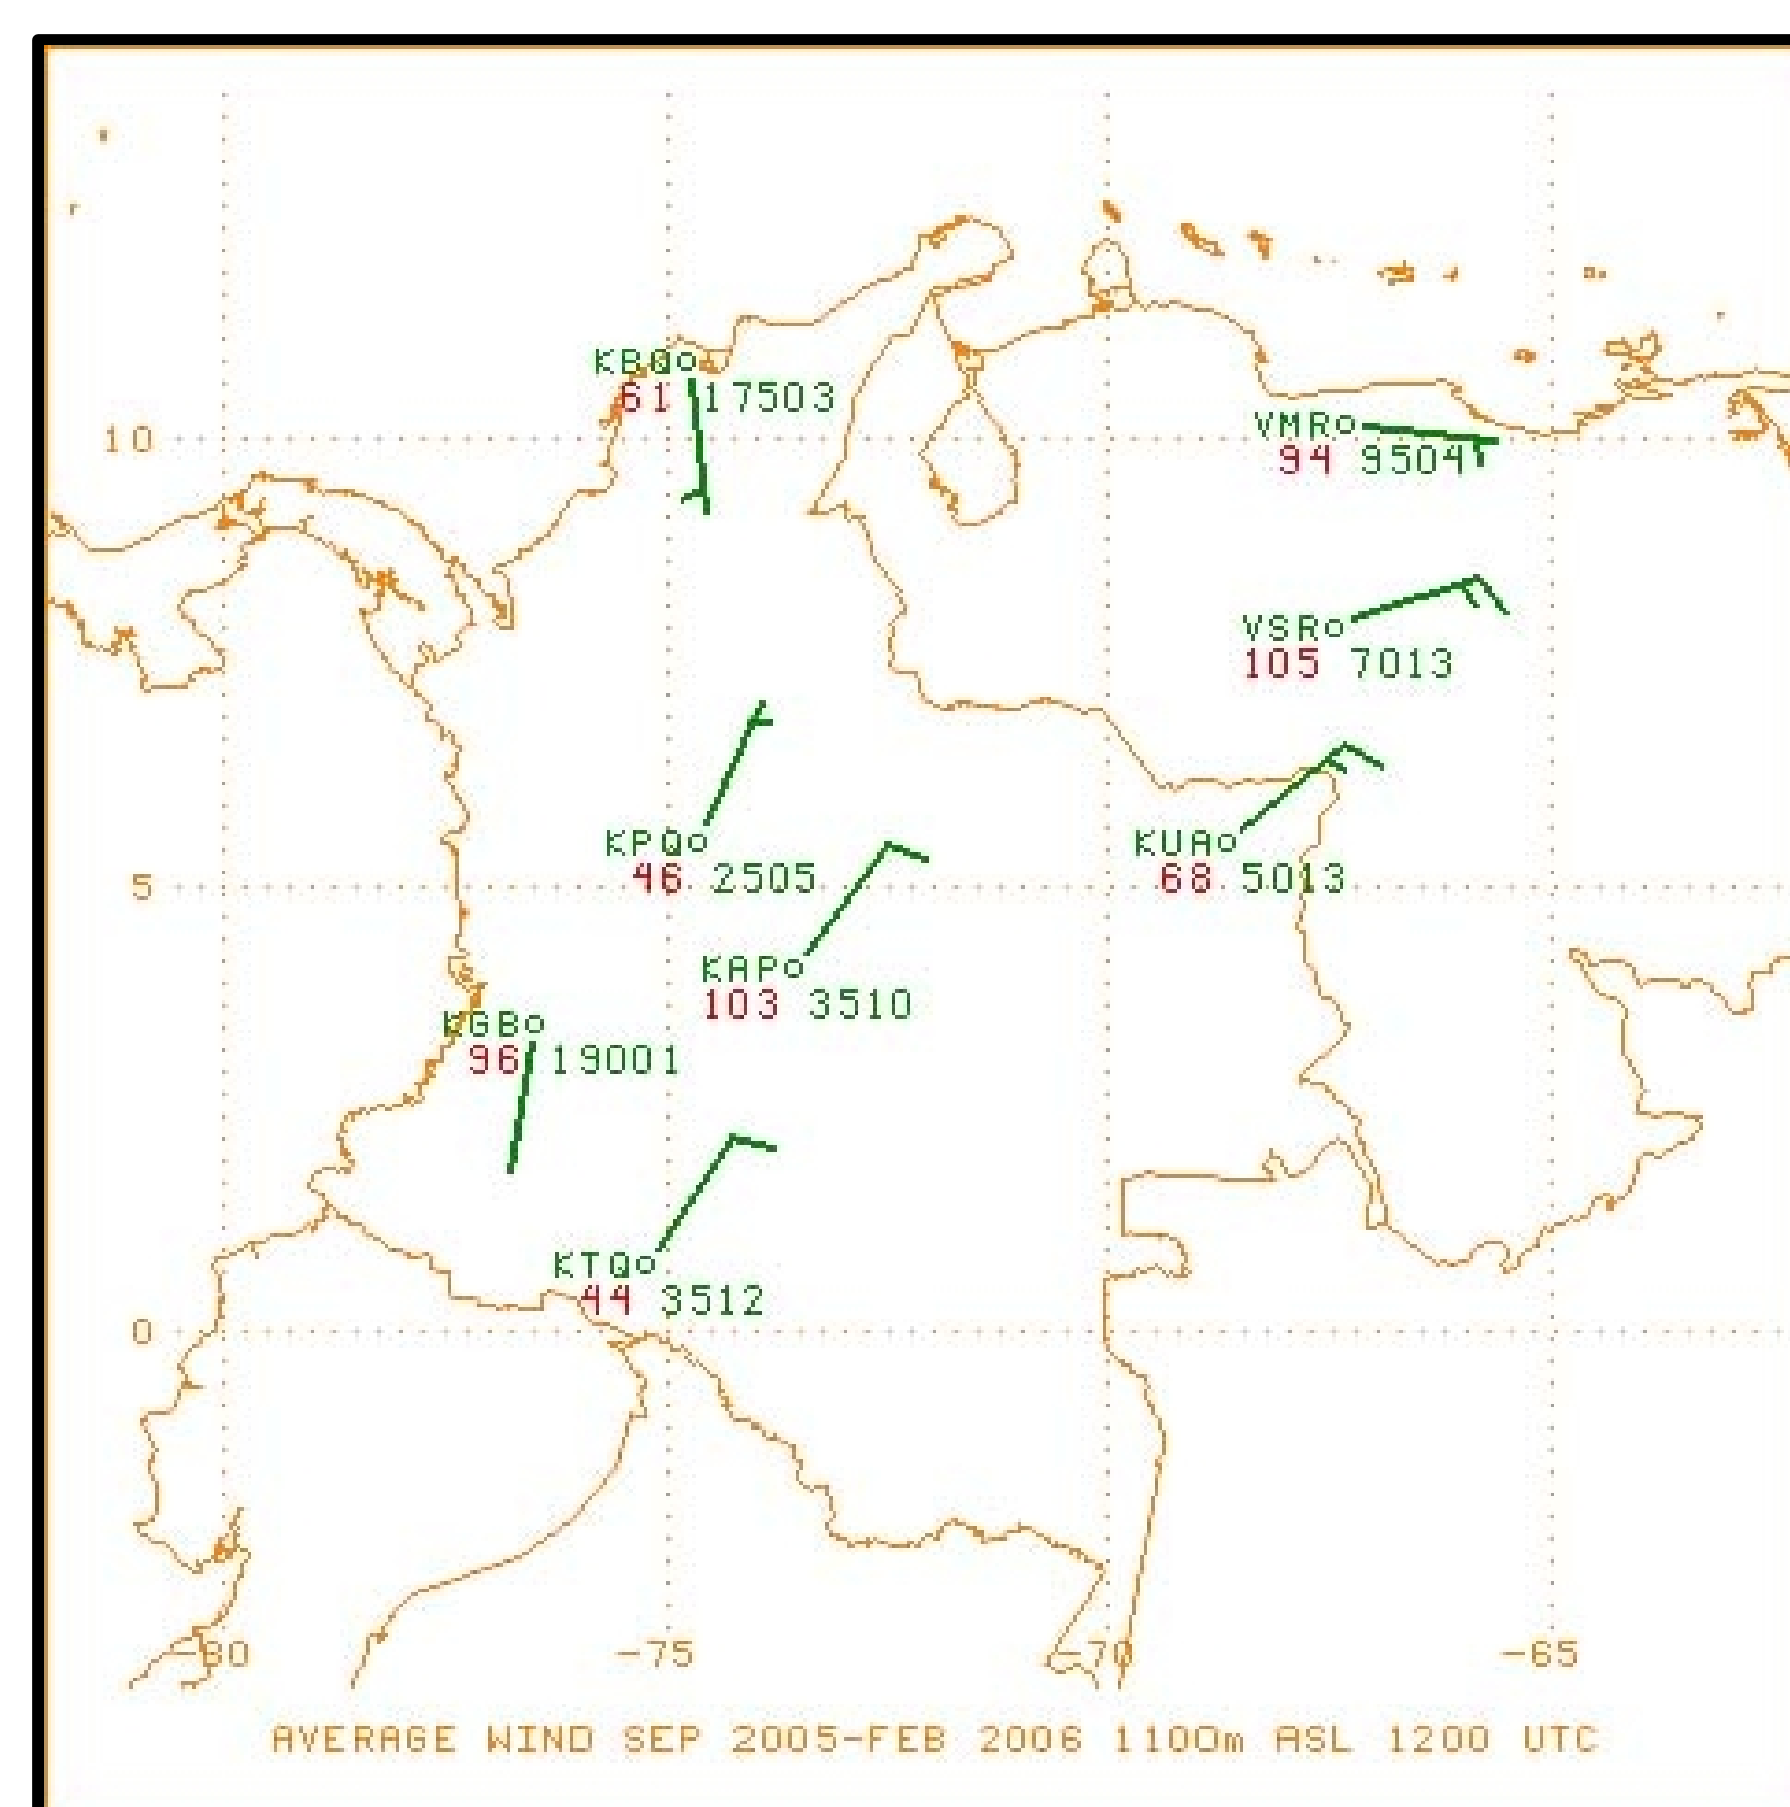 KBQ
61 17503
10
VMR
94 9504
VSR
105 7013
KPQ
46 2505
KUA
68 5013
5
KAP
103 3510
KGB
96 19001
KTQ
44 3512
0
-80 -75 -70 -65
AVERAGE WIND SEP 2005-FEB 2006 1100m ASL 1200 UTC